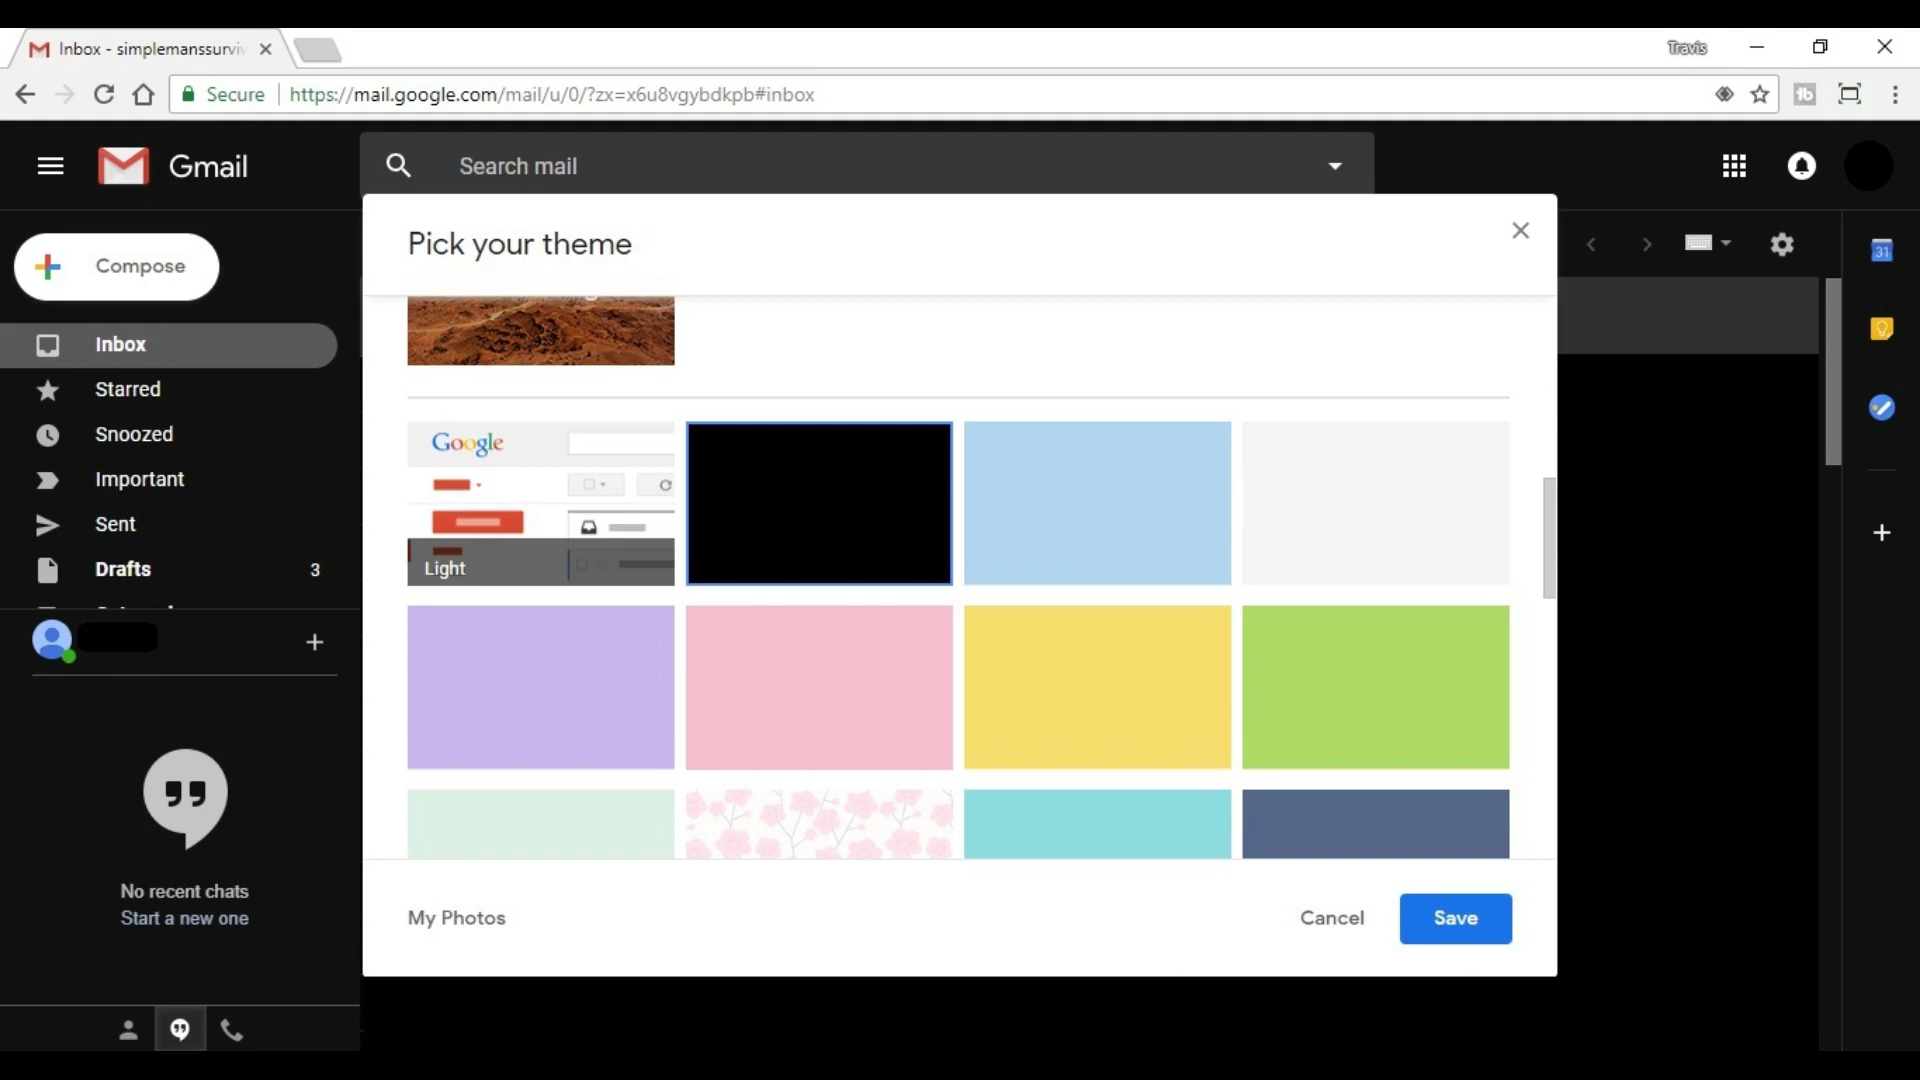 Inbox - simplemanssurviv
Travis
Secure
https://mail.google.com/mail/u/0/?zx=x6u8vgybdkpb#inbox
Gmail
Search mail
Pick your theme
Compose
31
Inbox
Starred
Snoozed
Important
Sent
Drafts 3
Google
Light
No recent chats
Start a new one
My Photos
Cancel
Save